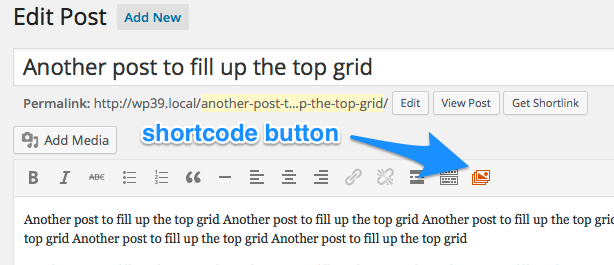 Edit Post Add New
Another post to fill up the top grid
Permalink: http://wp39.local/another-post-t...p-the-top-grid/ Edit View Post Get Shortlink
Add Media
shortcode button
B I ABC
Another post to fill up the top grid Another post to fill up the top grid Another post to fill up the top grid
top grid Another post to fill up the top grid Another post to fill up the top grid